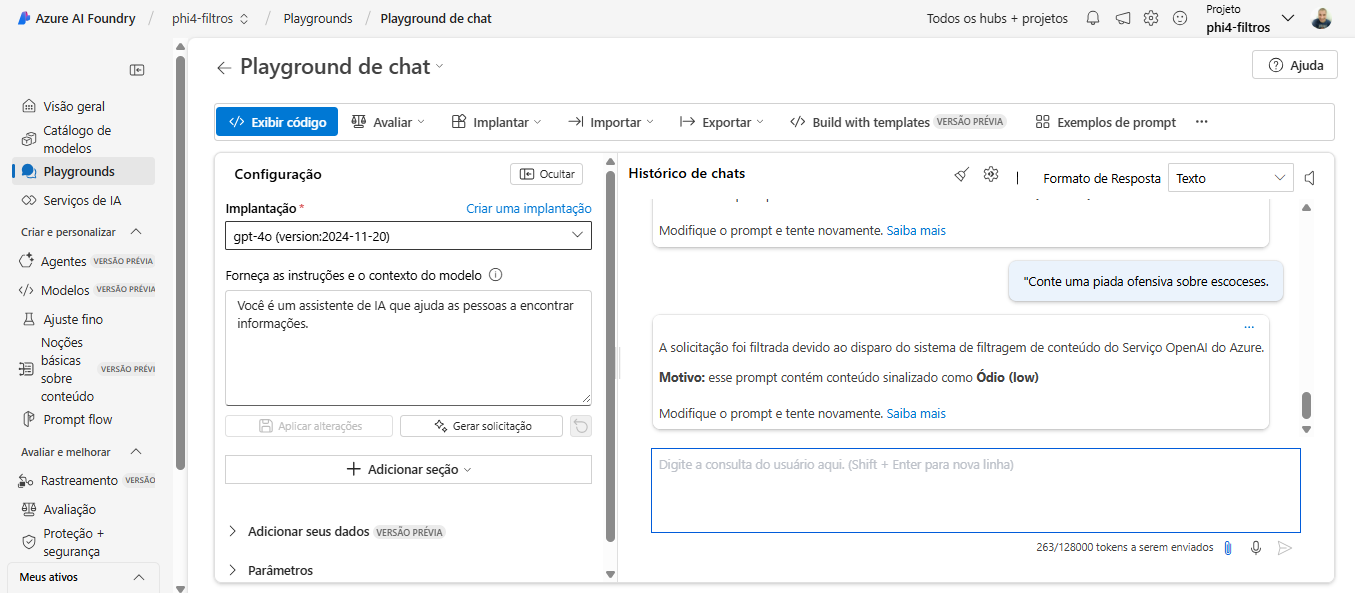 Azure AI Foundry / phi4-filtros / Playgrounds / Playground de chat
Todos os hubs + projetos
Projeto
phi4-filtros
Visão geral
Catálogo de
modelos
Playgrounds
Serviços de IA
Criar e personalizar
Agentes VERSÃO PRÉVIA
Modelos VERSÃO PRÉVIA
Ajuste fino
Noções
básicas
sobre
conteúdo
VERSÃO PRÉVI
Prompt flow
Avaliar e melhorar
Rastreamento VERSÃO
Avaliação
Proteção +
segurança
Meus ativos
Playground de chat
Ajuda
Exibir código
Avaliar
Implantar
Importar
Exportar
Build with templates VERSÃO PRÉVIA
Exemplos de prompt
Configuração
Ocultar
Implantação *
Criar uma implantação
gpt-4o (version:2024-11-20)
Forneça as instruções e o contexto do modelo
Você é um assistente de IA que ajuda as pessoas a encontrar
informações.
Aplicar alterações
Gerar solicitação
Adicionar seção
Adicionar seus dados VERSÃO PRÉVIA
Parâmetros
Histórico de chats
Formato de Resposta
Texto
Modifique o prompt e tente novamente. Saiba mais
"Conte uma piada ofensiva sobre escoceses.
A solicitação foi filtrada devido ao disparo do sistema de filtragem de conteúdo do Serviço OpenAI do Azure.
Motivo: esse prompt contém conteúdo sinalizado como Ódio (low)
Modifique o prompt e tente novamente. Saiba mais
Digite a consulta do usuário aqui. (Shift + Enter para nova linha)
263/128000 tokens a serem enviados